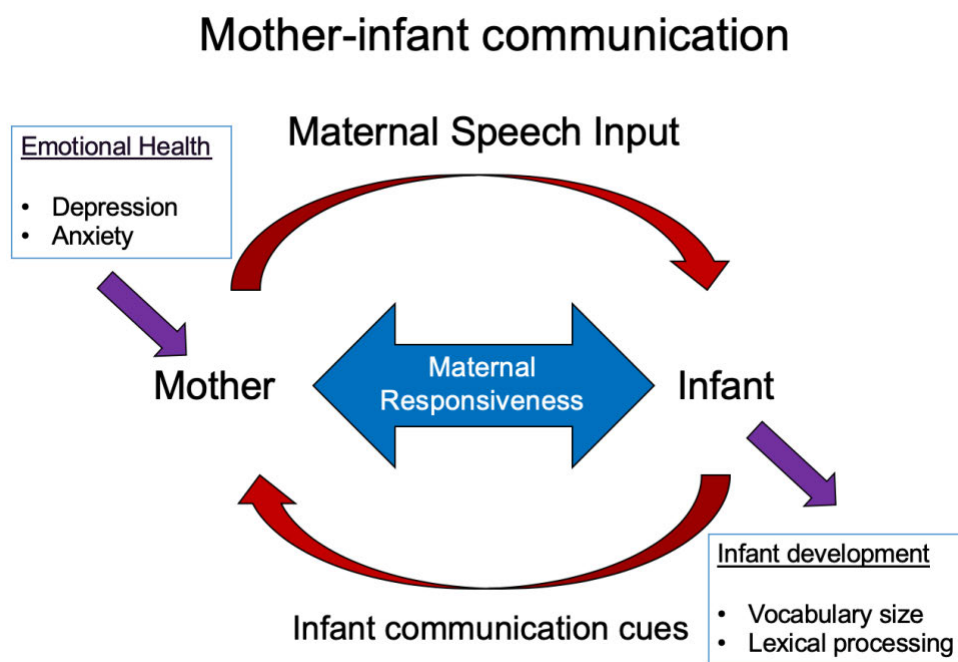 Mother-infant communication
Maternal Speech Input
Emotional Health
• Depression
• Anxiety
Mother
Maternal
Responsiveness
Infant
Infant communication cues
Infant development
• Vocabulary size
• Lexical processing